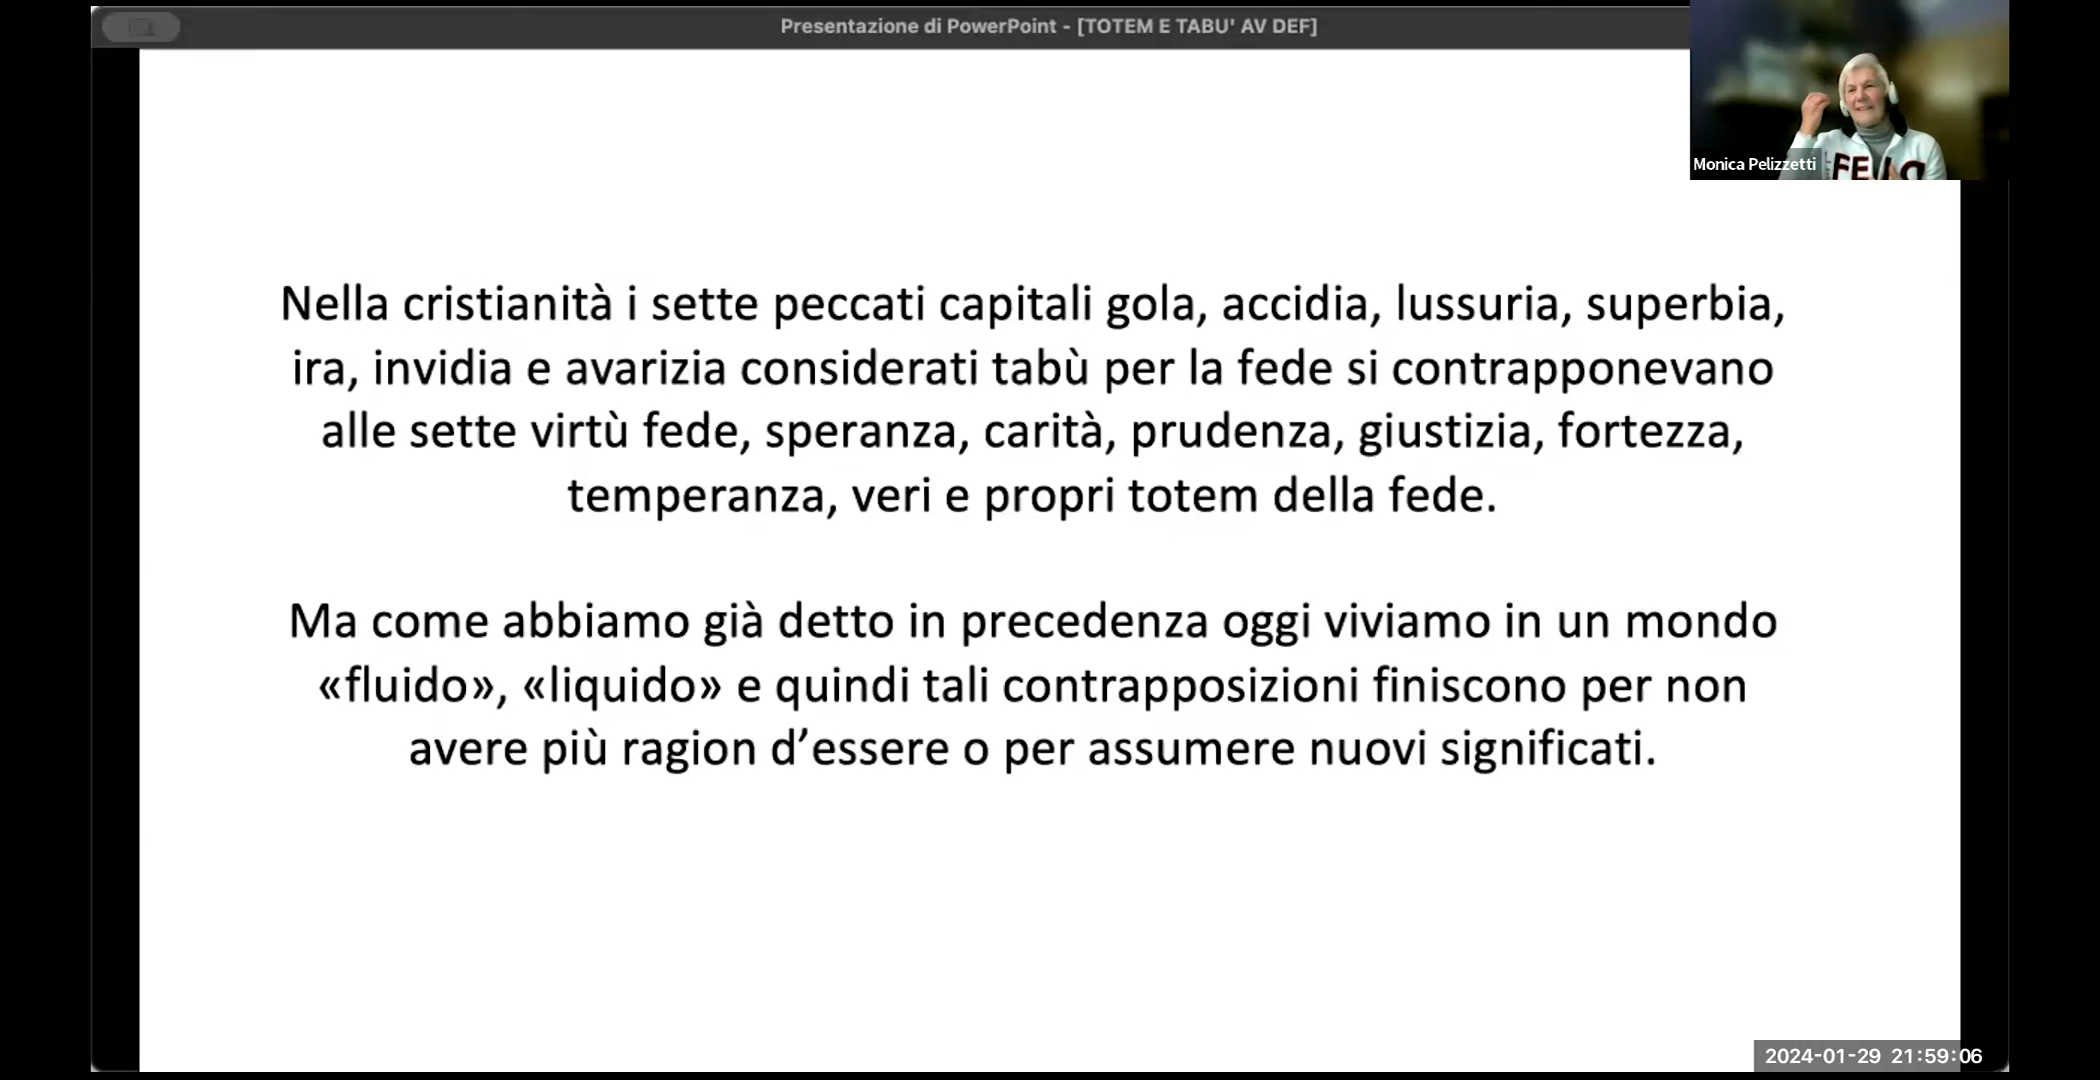 Presentazione di PowerPoint - [TOTEM E TABU' AV DEF]
Monica Pelizzetti
Nella cristianità i sette peccati capitali gola, accidia, lussuria, superbia,
ira, invidia e avarizia considerati tabù per la fede si contrapponevano
alle sette virtù fede, speranza, carità, prudenza, giustizia, fortezza,
temperanza, veri e propri totem della fede.
Ma come abbiamo già detto in precedenza oggi viviamo in un mondo
«fluido», «liquido» e quindi tali contrapposizioni finiscono per non
avere più ragion d’essere o per assumere nuovi significati.
2024-01-29 21:59:06